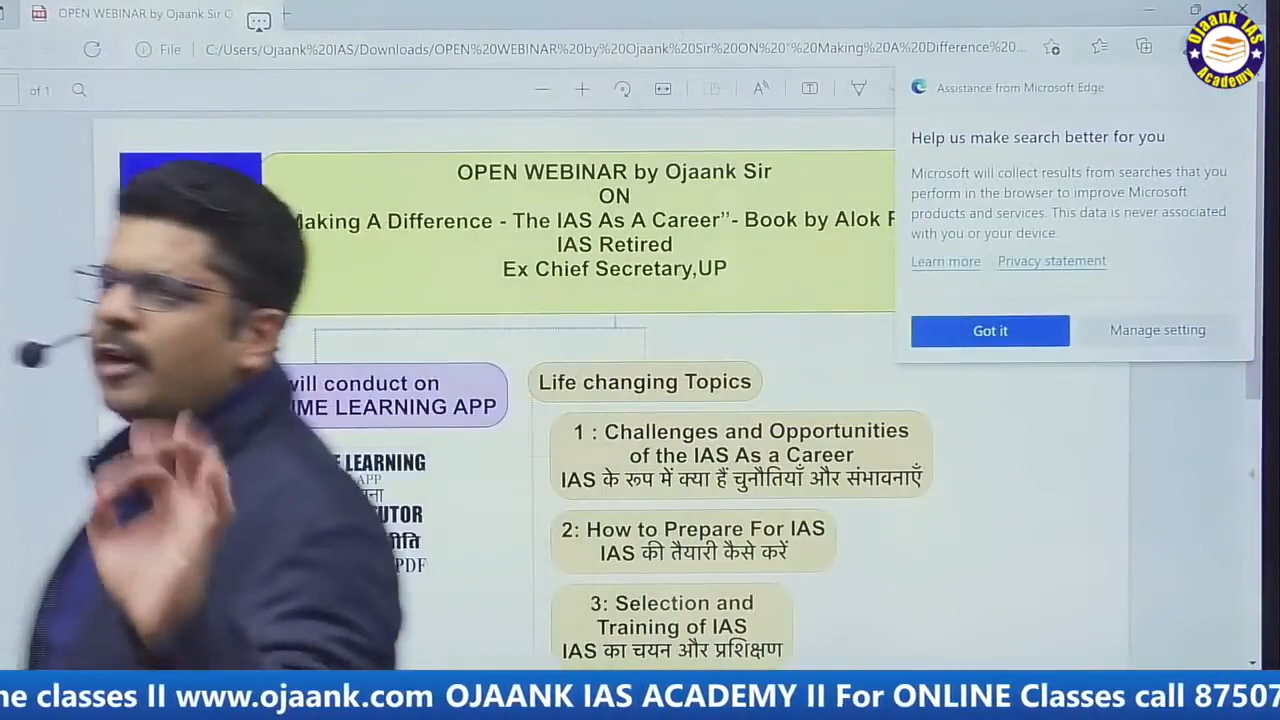 OPEN WEBINAR by Ojaank Sir
File
C:/Users/Ojaank%20IAS/Downloads/OPEN%20WEBINAR%20by%20Ojaank%20Sir%20ON%20"%20Making%20A%20Difference%20...
of 1
Ojaank IAS
Academy
Assistance from Microsoft Edge
Help us make search better for you
Microsoft will collect results from searches that you
perform in the browser to improve Microsoft
products and services. This data is never associated
with you or your device.
Learn more Privacy statement
Got it Manage setting
OPEN WEBINAR by Ojaank Sir
ON
Making A Difference - The IAS As A Career”- Book by Alok
IAS Retired
Ex Chief Secretary,UP
will conduct on
LEARNING APP
LEARNING
APP
PDF
Life changing Topics
1 : Challenges and Opportunities
of the IAS As a Career
IAS के रूप में क्या हैं चुनौतियाँ और संभावनाएँ
2: How to Prepare For IAS
IAS की तैयारी कैसे करें
3: Selection and
Training of IAS
IAS का चयन और प्रशिक्षण
classes II www.ojaank.com OJAANK IAS ACADEMY II For ONLINE Classes call 87507